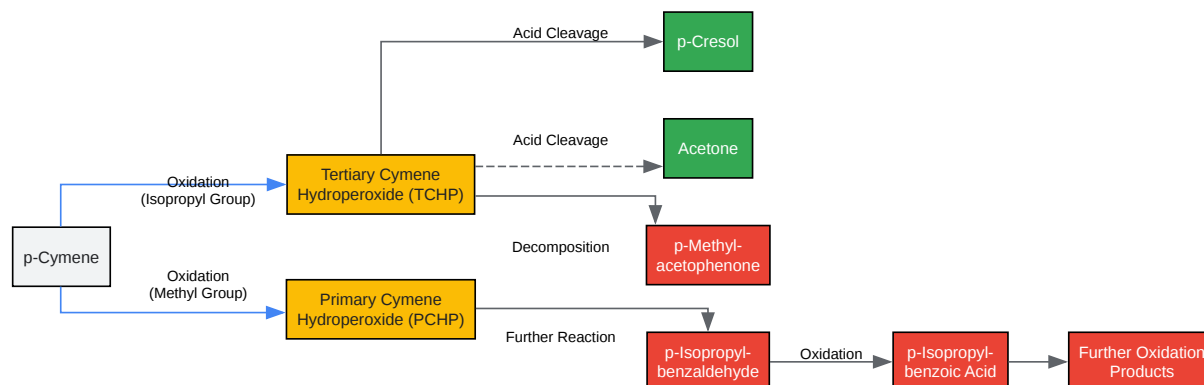 Acid Cleavage
p-Cresol
Acid Cleavage
Acetone
Oxidation
(Isopropyl Group)
Tertiary Cymene
Hydroperoxide (TCHP)
p-Cymene
Decomposition
p-Methyl-
acetophenone
Oxidation
(Methyl Group)
Primary Cymene
Hydroperoxide (PCHP)
Further Reaction
p-Isopropyl-
benzaldehyde
Oxidation
p-Isopropyl-
benzoic Acid
Further Oxidation
Products